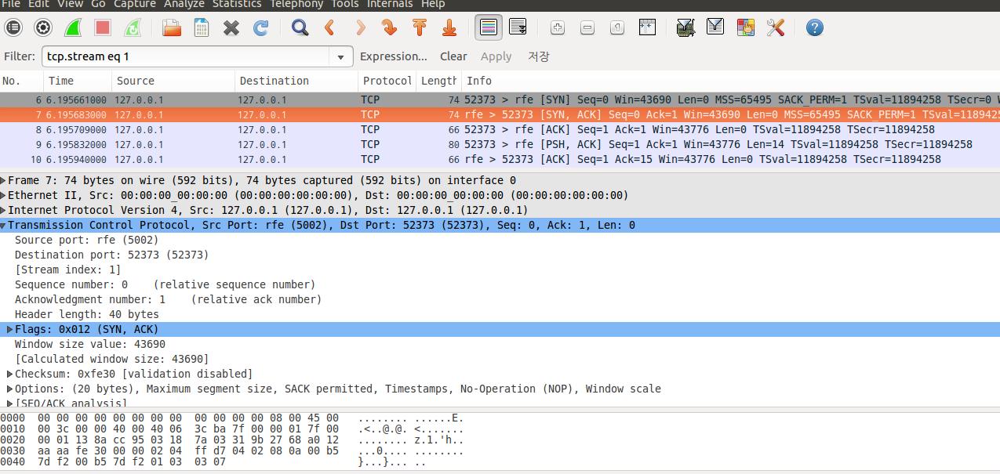 File Edit View Go Capture Analyze Statistics Telephony Tools Internals Help
Filter: tcp.stream eq 1 Expression... Clear Apply 저장
No. Time Source Destination Protocol Length Info
6 6.195661000 127.0.0.1 127.0.0.1 TCP 74 52373 > rfe [SYN] Seq=0 Win=43690 Len=0 MSS=65495 SACK_PERM=1 TSval=11894258 TSecr=0 W
7 6.195683000 127.0.0.1 127.0.0.1 TCP 74 rfe > 52373 [SYN, ACK] Seq=0 Ack=1 Win=43690 Len=0 MSS=65495 SACK_PERM=1 TSval=1189425
8 6.195709000 127.0.0.1 127.0.0.1 TCP 66 52373 > rfe [ACK] Seq=1 Ack=1 Win=43776 Len=0 TSval=11894258 TSecr=11894258
9 6.195832000 127.0.0.1 127.0.0.1 TCP 80 52373 > rfe [PSH, ACK] Seq=1 Ack=1 Win=43776 Len=14 TSval=11894258 TSecr=11894258
10 6.195940000 127.0.0.1 127.0.0.1 TCP 66 rfe > 52373 [ACK] Seq=1 Ack=15 Win=43776 Len=0 TSval=11894258 TSecr=11894258
Frame 7: 74 bytes on wire (592 bits), 74 bytes captured (592 bits) on interface 0
Ethernet II, Src: 00:00:00_00:00:00 (00:00:00:00:00:00), Dst: 00:00:00_00:00:00 (00:00:00:00:00:00)
Internet Protocol Version 4, Src: 127.0.0.1 (127.0.0.1), Dst: 127.0.0.1 (127.0.0.1)
Transmission Control Protocol, Src Port: rfe (5002), Dst Port: 52373 (52373), Seq: 0, Ack: 1, Len: 0
Source port: rfe (5002)
Destination port: 52373 (52373)
[Stream index: 1]
Sequence number: 0 (relative sequence number)
Acknowledgment number: 1 (relative ack number)
Header length: 40 bytes
Flags: 0x012 (SYN, ACK)
Window size value: 43690
[Calculated window size: 43690]
Checksum: 0xfe30 [validation disabled]
Options: (20 bytes), Maximum segment size, SACK permitted, Timestamps, No-Operation (NOP), Window scale
[SEQ/ACK analysis]
0000 00 00 00 00 00 00 00 00 00 00 00 00 08 00 45 00 ........ ......E.
0010 00 3c 00 00 40 00 40 06 3c ba 7f 00 00 01 7f 00 .<..@.@. <.......
0020 00 01 13 8a cc 95 03 18 7a 03 31 9b 27 68 a0 12 ........ z.1.'h..
0030 aa aa fe 30 00 00 02 04 ff d7 04 02 08 0a 00 b5 ...0.... ........
0040 7d f2 00 b5 7d f2 01 03 03 07 }...}... ..